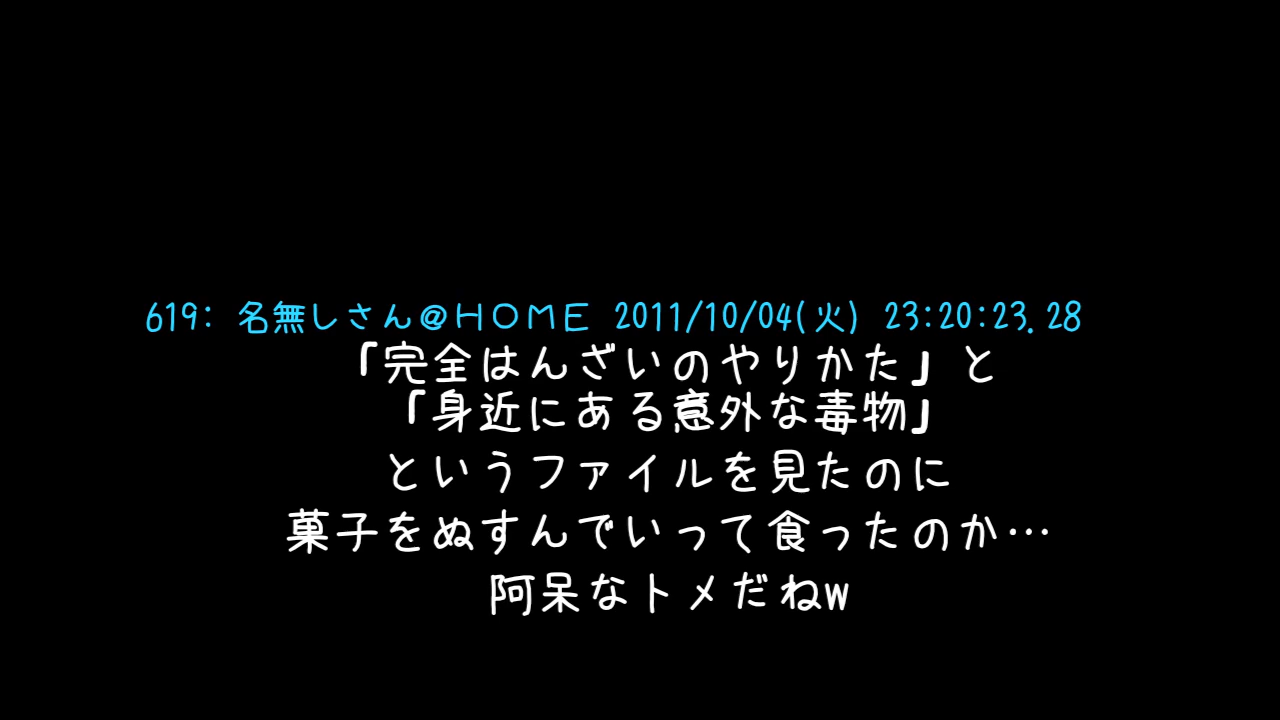 619: 名無しさん@HOME 2011/10/04(火) 23:20:23.28
「完全はんざいのやりかた」と
「身近にある意外な毒物」
というファイルを見たのに
菓子をぬすんでいって食ったのか…
阿呆なトメだねw